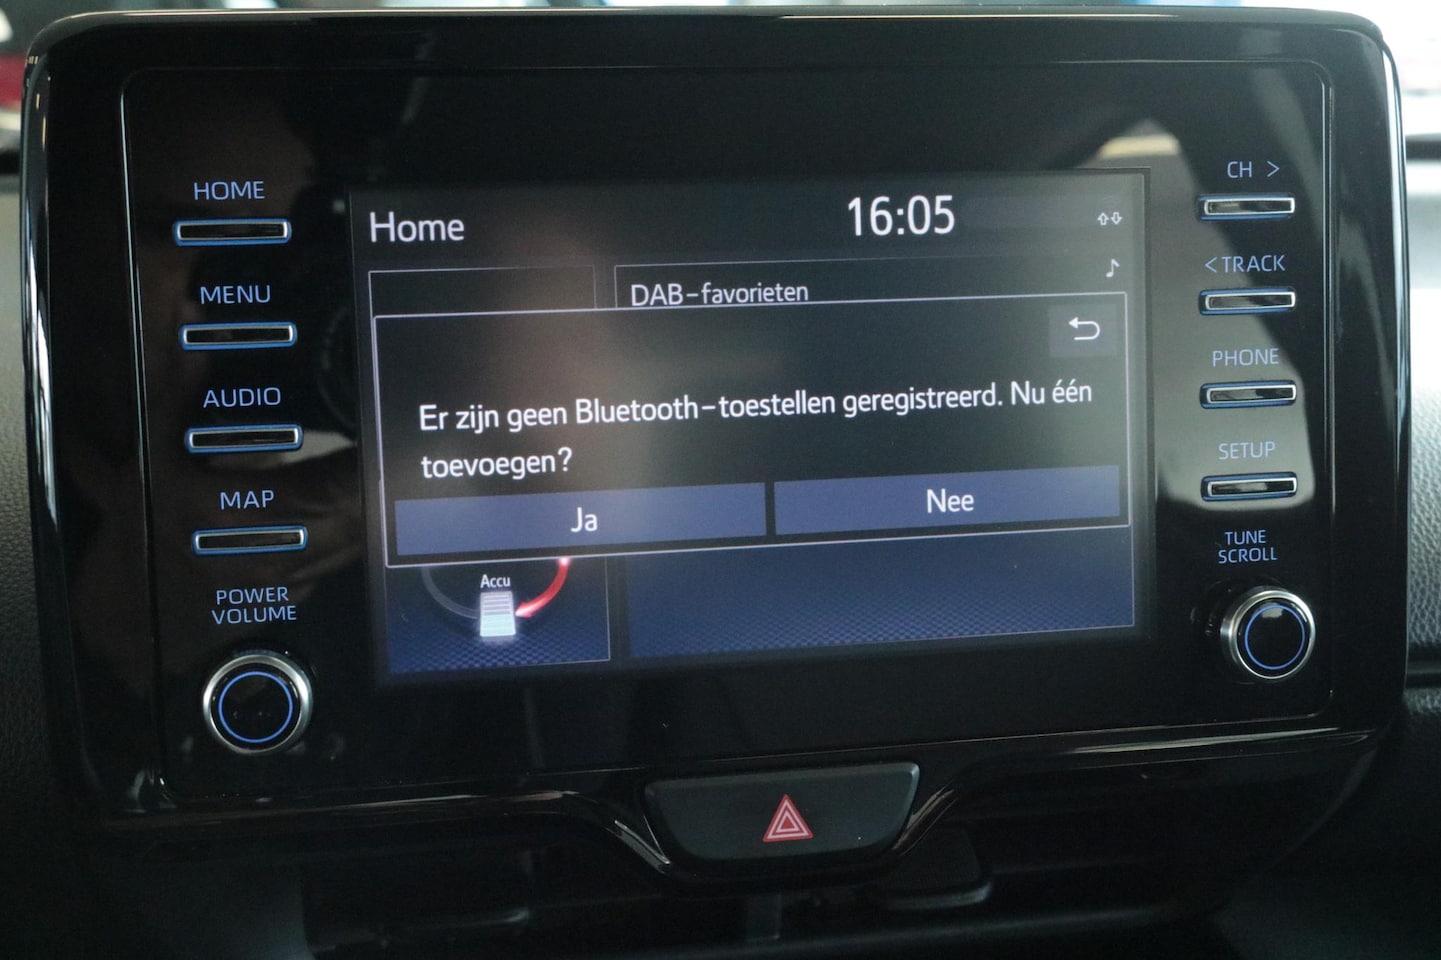 HOME
MENU
AUDIO
MAP
POWER
VOLUME
Home
16:05
DAB-favorieten
Er zijn geen Bluetooth-toestellen geregistreerd. Nu één
toevoegen?
Ja
Nee
Accu
CH >
<TRACK
PHONE
SETUP
TUNE
SCROLL